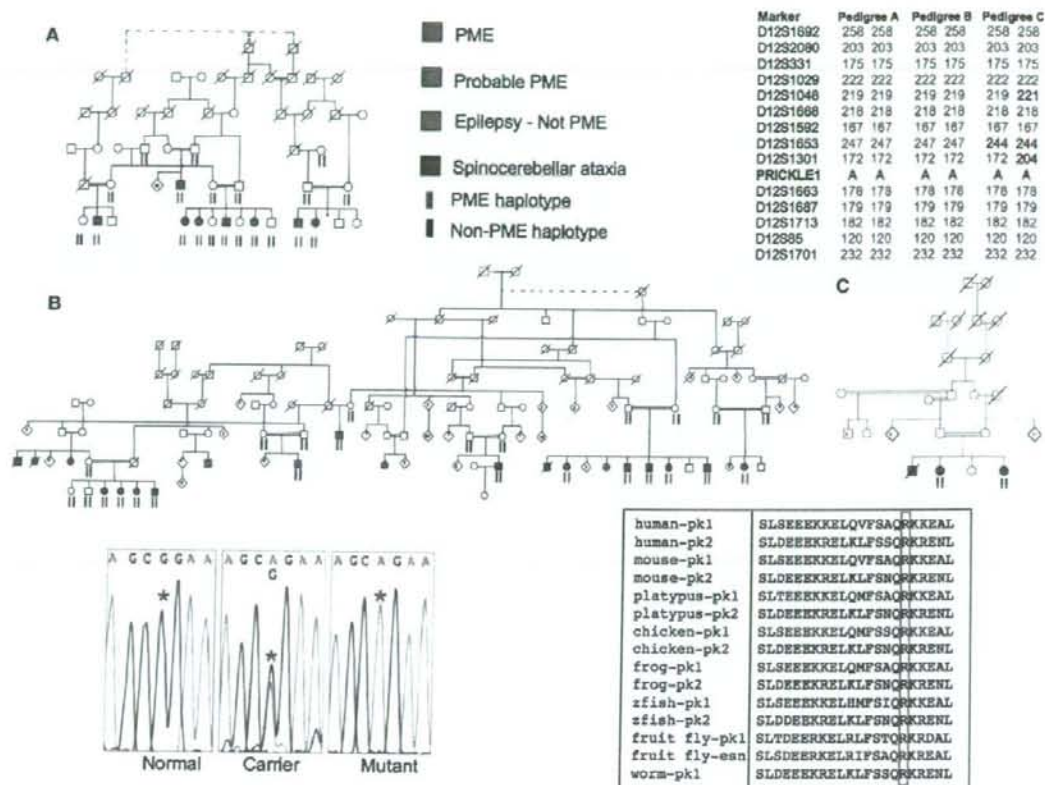 A
PME
Probable PME
Epilepsy - Not PME
Spinocerebellar ataxia
PME haplotype
Non-PME haplotype
Marker Pedigree A Pedigree B Pedigree C
D12S1692 258 258 258 258 258 258
D12S2080 203 203 203 203 203 203
D12S331 175 175 175 175 175 175
D12S1029 222 222 222 222 222 222
D12S1048 219 219 219 219 219 221
D12S1668 218 218 218 218 218 218
D12S1592 167 167 167 167 167 167
D12S1653 247 247 247 247 244 244
D12S1301 172 172 172 172 172 204
PRICKLE1 A A A A A A
D12S1663 178 178 178 178 178 178
D12S1687 179 179 179 179 179 179
D12S1713 182 182 182 182 182 182
D12S85 120 120 120 120 120 120
D12S1701 232 232 232 232 232 232
B
C
A G C G G A A
A G C A G A A
G
A G C A G A A
* * *
Normal Carrier Mutant
human-pk1 SLSEEEKKELQVFSAQRKKEAL
human-pk2 SLDEEEKRELKLFSSQRKRENL
mouse-pk1 SLSEEEKKELQVFSAQRKKEAL
mouse-pk2 SLDEEEKRELKLFSNQRKRENL
platypus-pk1 SLTEEEKKELQMFSAQRKKEAL
platypus-pk2 SLDEEEKRELKLFSNQRKRENL
chicken-pk1 SLSEEEKKELQMFSSQRKKEAL
chicken-pk2 SLDEEEKRELKLFSNQRKRENL
frog-pk1 SLSEEEKKELQMFSAQRKKEAL
frog-pk2 SLDEEEKRELKLFSNQRKRENL
zfish-pk1 SLSEEEKKELHMFSIQRKKEAL
zfish-pk2 SLDDEEKRELKLFSNQRKRENL
fruit fly-pk1 SLTDEERKELRLFSTQRKRDAL
fruit fly-esn SLSDEERKELRIFSAQRKREAL
worm-pk1 SLDEEEKRELKLFSSQRKRENL